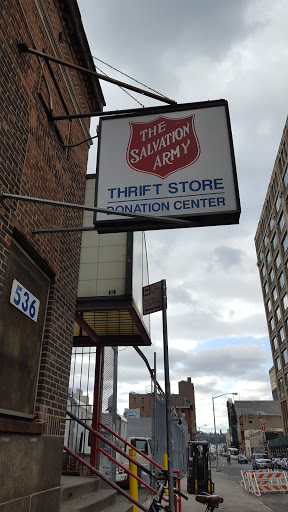 THE
SALVATION
ARMY
THRIFT STORE
DONATION CENTER
536